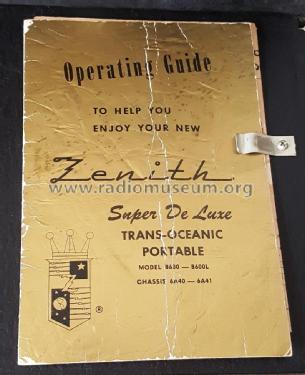 Operating Guide
TO HELP YOU
ENJOY YOUR NEW
Zenith
www.radiomuseum.org
Super De Luxe
TRANS-OCEANIC
PORTABLE
MODEL B600 — B600L
CHASSIS 6A40 — 6A41
®